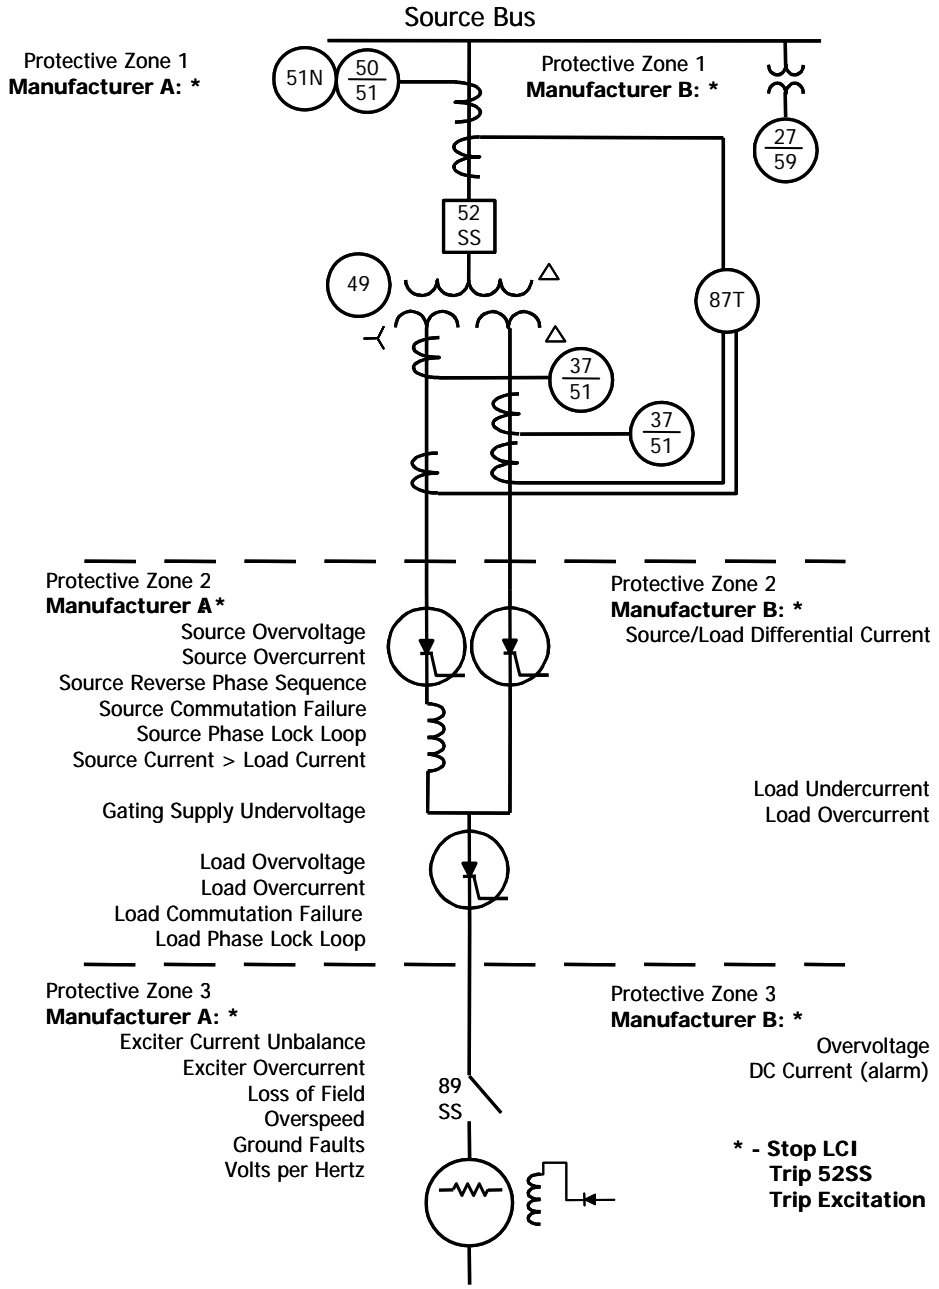 Source Bus
Protective Zone 1
Manufacturer A: *
51N
50
51
Protective Zone 1
Manufacturer B: *
27
59
52
SS
49
87T
37
51
37
51
Protective Zone 2
Manufacturer A*
Source Overvoltage
Source Overcurrent
Source Reverse Phase Sequence
Source Commutation Failure
Source Phase Lock Loop
Source Current > Load Current
Gating Supply Undervoltage
Load Overvoltage
Load Overcurrent
Load Commutation Failure
Load Phase Lock Loop
Protective Zone 2
Manufacturer B: *
Source/Load Differential Current
Load Undercurrent
Load Overcurrent
Protective Zone 3
Manufacturer A: *
Exciter Current Unbalance
Exciter Overcurrent
Loss of Field
Overspeed
Ground Faults
Volts per Hertz
89
SS
Protective Zone 3
Manufacturer B: *
Overvoltage
DC Current (alarm)
* - Stop LCI
Trip 52SS
Trip Excitation